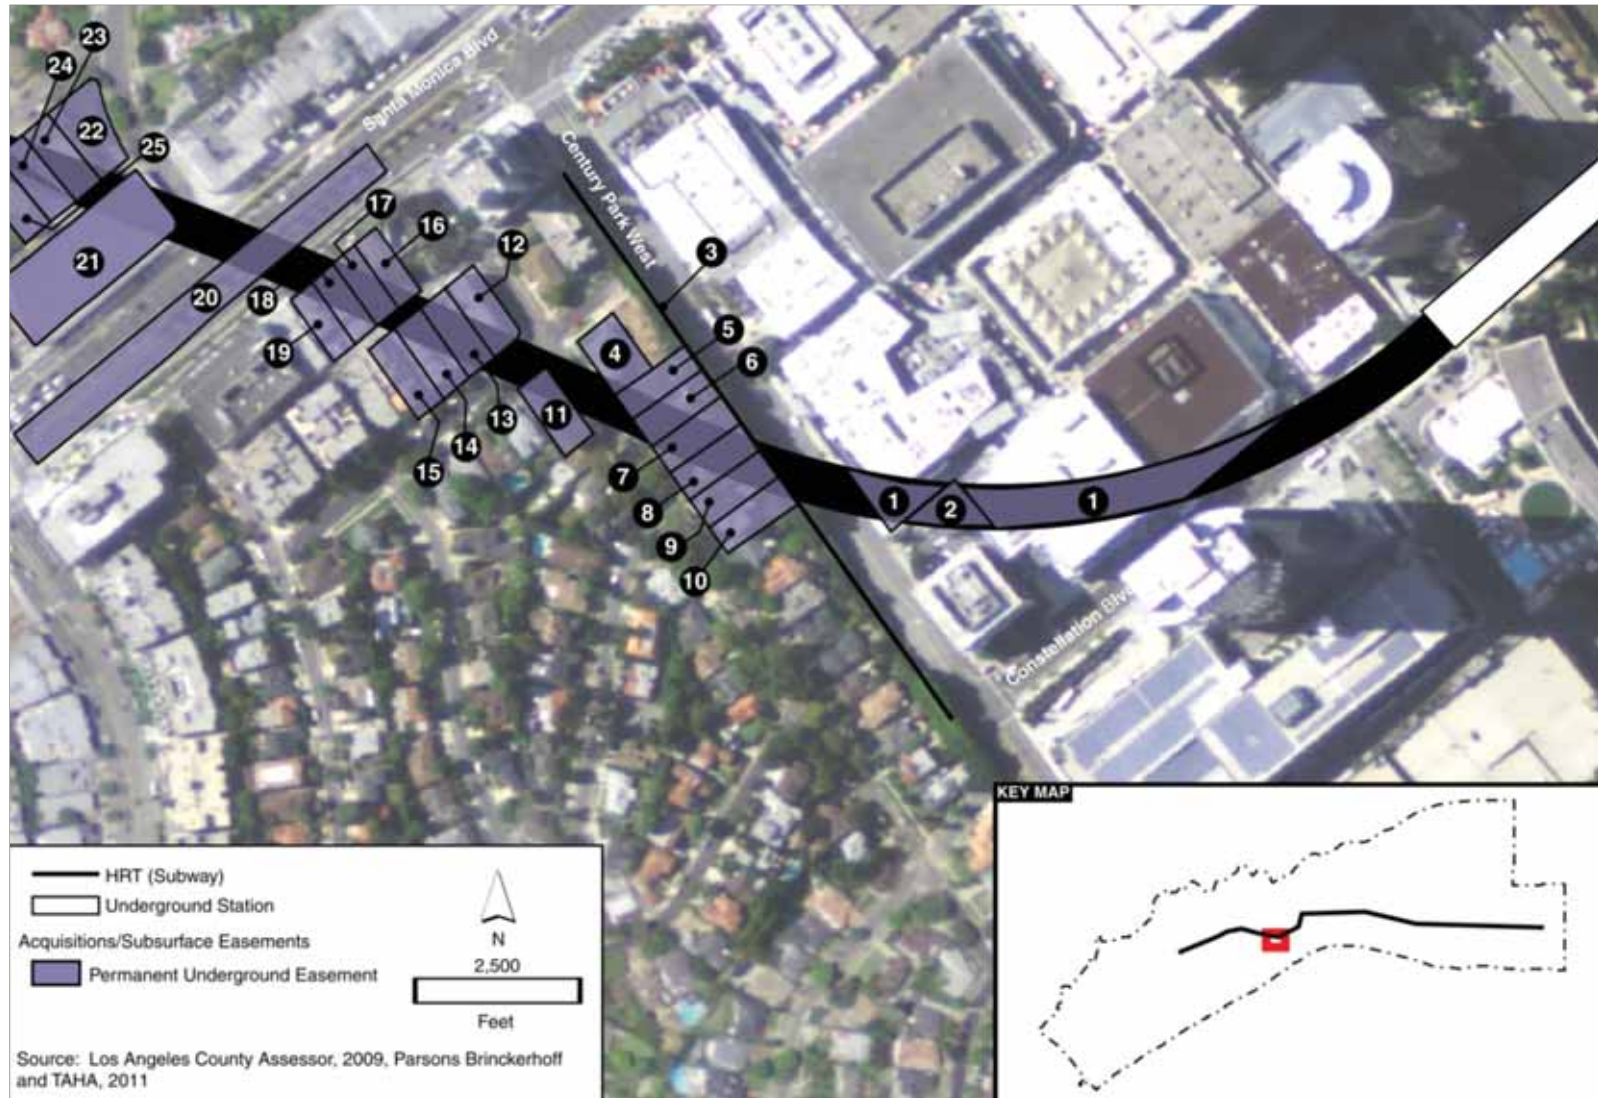 23
24
22
25
21
20
Santa Monica Blvd
17
16
18
19
12
15
14
13
11
Century Park West
3
4
5
6
7
8
9
10
1
2
1
Constellation Blvd
KEY MAP
HRT (Subway)
Underground Station
Acquisitions/Subsurface Easements
Permanent Underground Easement
N
2,500
Feet
Source: Los Angeles County Assessor, 2009, Parsons Brinckerhoff
and TAHA, 2011